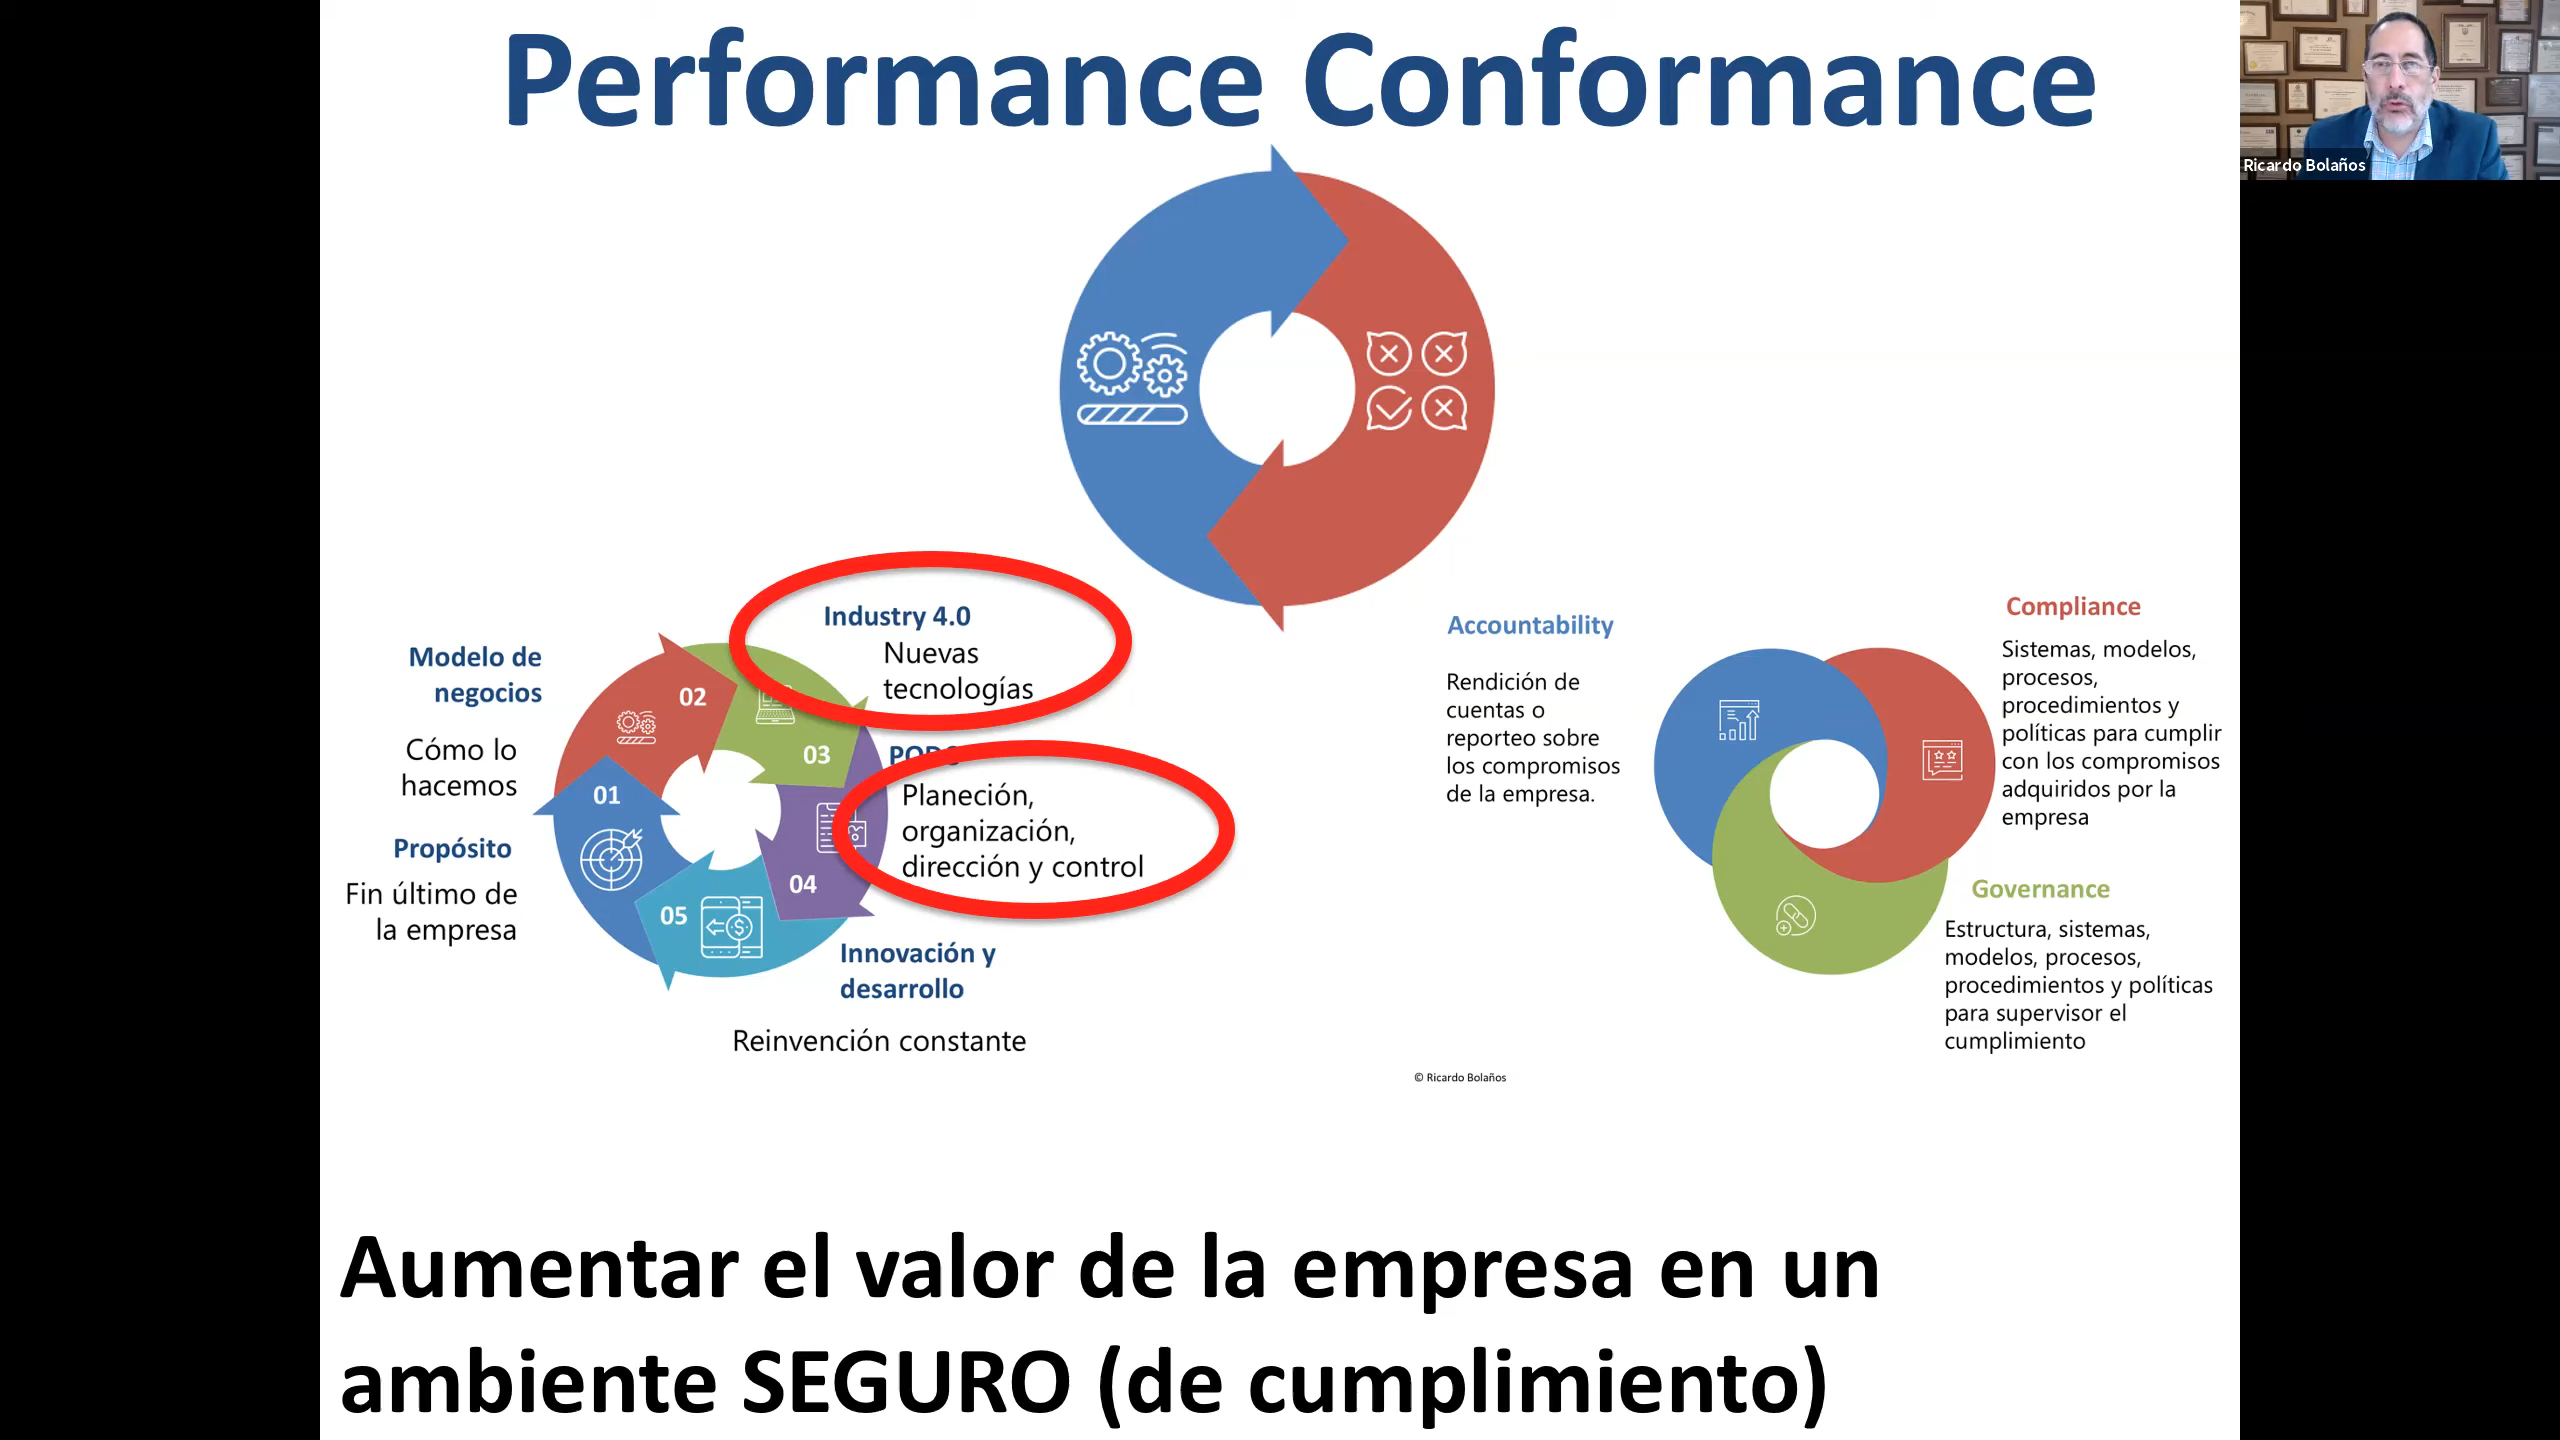 Performance Conformance
Ricardo Bolaños
Industry 4.0
Nuevas
tecnologías
Modelo de
negocios
Cómo lo
hacemos
Propósito
Fin último de
la empresa
01
02
03
04
05
Planeción,
organización,
dirección y control
Innovación y
desarrollo
Reinvención constante
Accountability
Rendición de
cuentas o
reporteo sobre
los compromisos
de la empresa.
Compliance
Sistemas, modelos,
procesos,
procedimientos y
políticas para cumplir
con los compromisos
adquiridos por la
empresa
Governance
Estructura, sistemas,
modelos, procesos,
procedimientos y políticas
para supervisor el
cumplimiento
© Ricardo Bolaños
Aumentar el valor de la empresa en un
ambiente SEGURO (de cumplimiento)